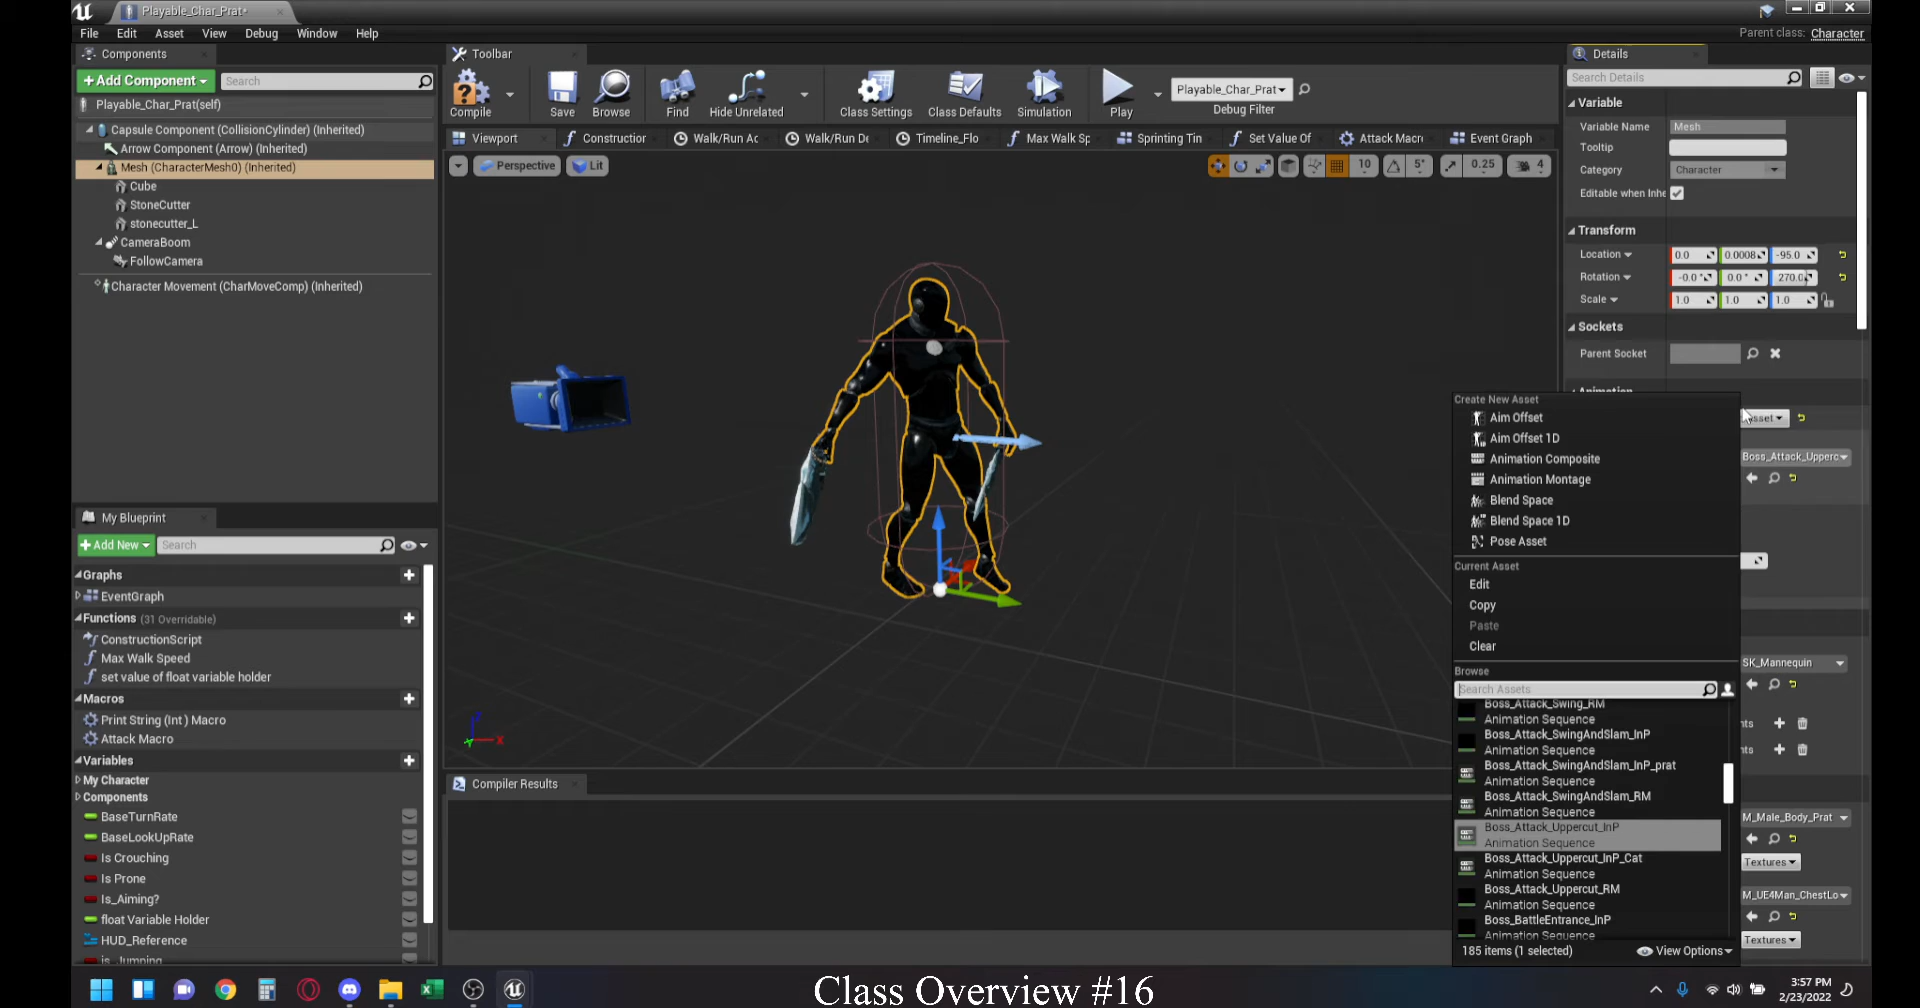 Playable_Char_Prat*
File Edit Asset View Debug Window Help
Parent class: Character
Components
+Add Component
Search
Playable_Char_Prat(self)
Capsule Component (CollisionCylinder) (Inherited)
Arrow Component (Arrow) (Inherited)
Mesh (CharacterMesh0) (Inherited)
Cube
StoneCutter
stonecutter_L
CameraBoom
FollowCamera
Character Movement (CharMoveComp) (Inherited)
My Blueprint
+Add New
Search
Graphs
EventGraph
Functions (31 Overridable)
ConstructionScript
Max Walk Speed
set value of float variable holder
Macros
Print String (Int ) Macro
Attack Macro
Variables
My Character
Components
BaseTurnRate
BaseLookUpRate
Is Crouching
Is Prone
Is_Aiming?
float Variable Holder
HUD_Reference
is_Jumping
Toolbar
Compile Save Browse Find Hide Unrelated Class Settings Class Defaults Simulation Play
Playable_Char_Prat
Debug Filter
Viewport Construction Walk/Run Ac Walk/Run De Timeline_Flo Max Walk Sp Sprinting Tin Set Value Of Attack Macro Event Graph
Perspective Lit
10 5° 0.25 4
Z X
Compiler Results
Details
Search Details
Variable
Variable Name Mesh
Tooltip
Category Character
Editable when Inhe
Transform
Location 0.0 0.0008 -95.0
Rotation -0.0 ° 0.0 ° 270.0
Scale 1.0 1.0 1.0
Sockets
Parent Socket
Animation
Asset
Boss_Attack_Upperc
SK_Mannequin
nts
nts
M_Male_Body_Prat
Textures
M_UE4Man_ChestLo
Textures
Create New Asset
Aim Offset
Aim Offset 1D
Animation Composite
Animation Montage
Blend Space
Blend Space 1D
Pose Asset
Current Asset
Edit
Copy
Paste
Clear
Browse
Search Assets
Boss_Attack_Swing_RM
Animation Sequence
Boss_Attack_SwingAndSlam_InP
Animation Sequence
Boss_Attack_SwingAndSlam_InP_prat
Animation Sequence
Boss_Attack_SwingAndSlam_RM
Animation Sequence
Boss_Attack_Uppercut_InP
Animation Sequence
Boss_Attack_Uppercut_InP_Cat
Animation Sequence
Boss_Attack_Uppercut_RM
Animation Sequence
Boss_BattleEntrance_InP
Animation Sequence
185 items (1 selected)
View Options
Class Overview #16
3:57 PM
2/23/2022